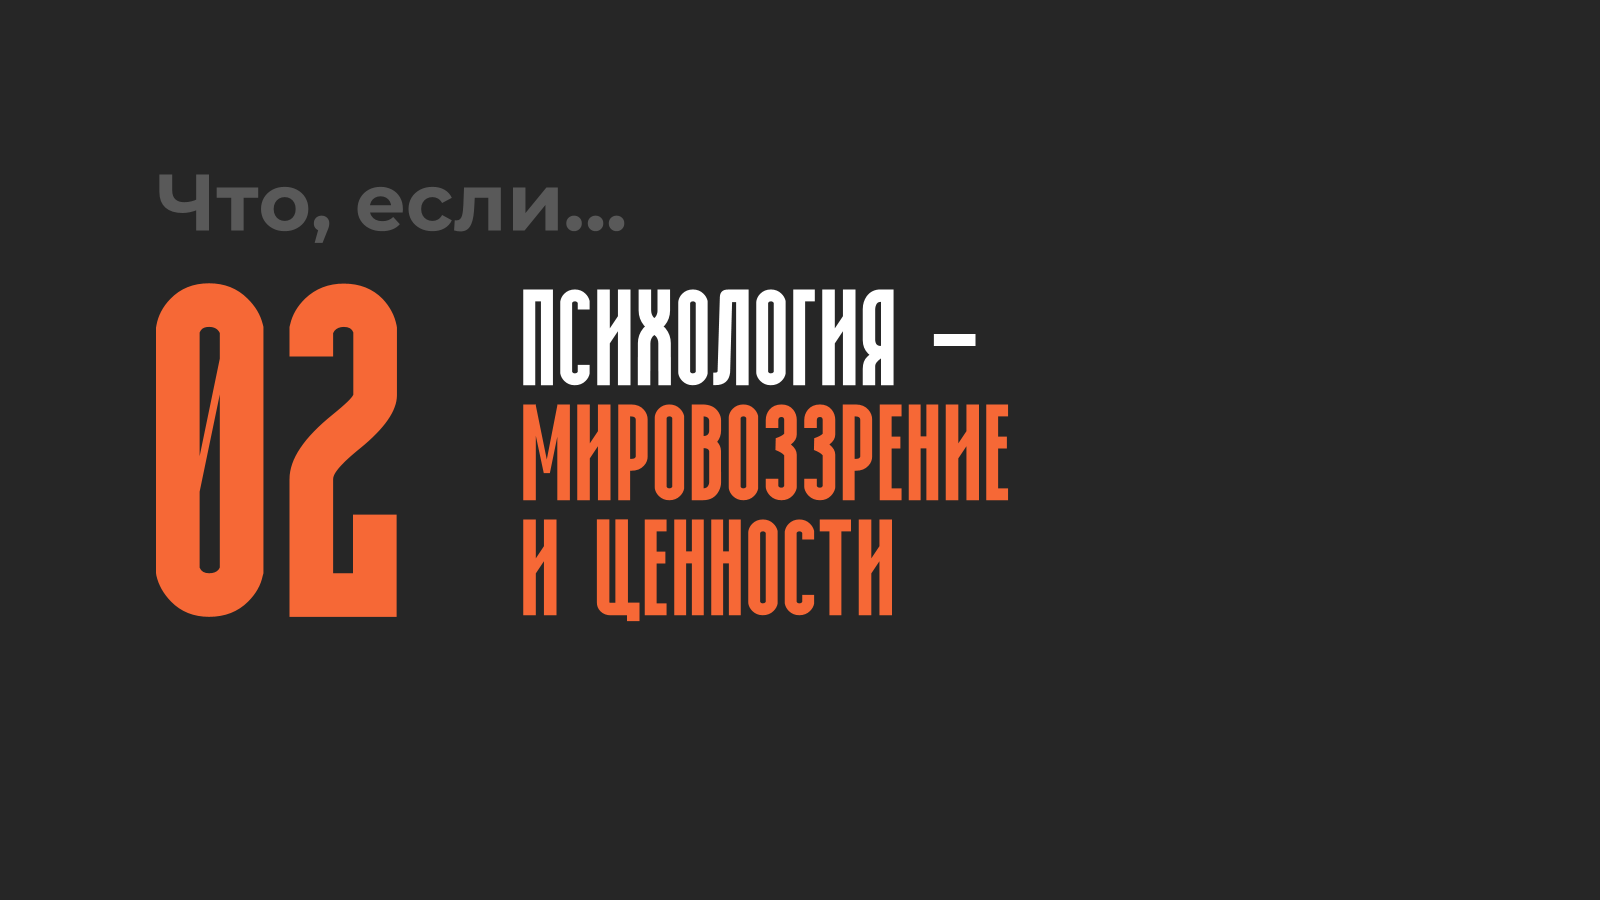 Что, если...
02
ПСИХОЛОГИЯ –
МИРОВОЗЗРЕНИЕ
И ЦЕННОСТИ